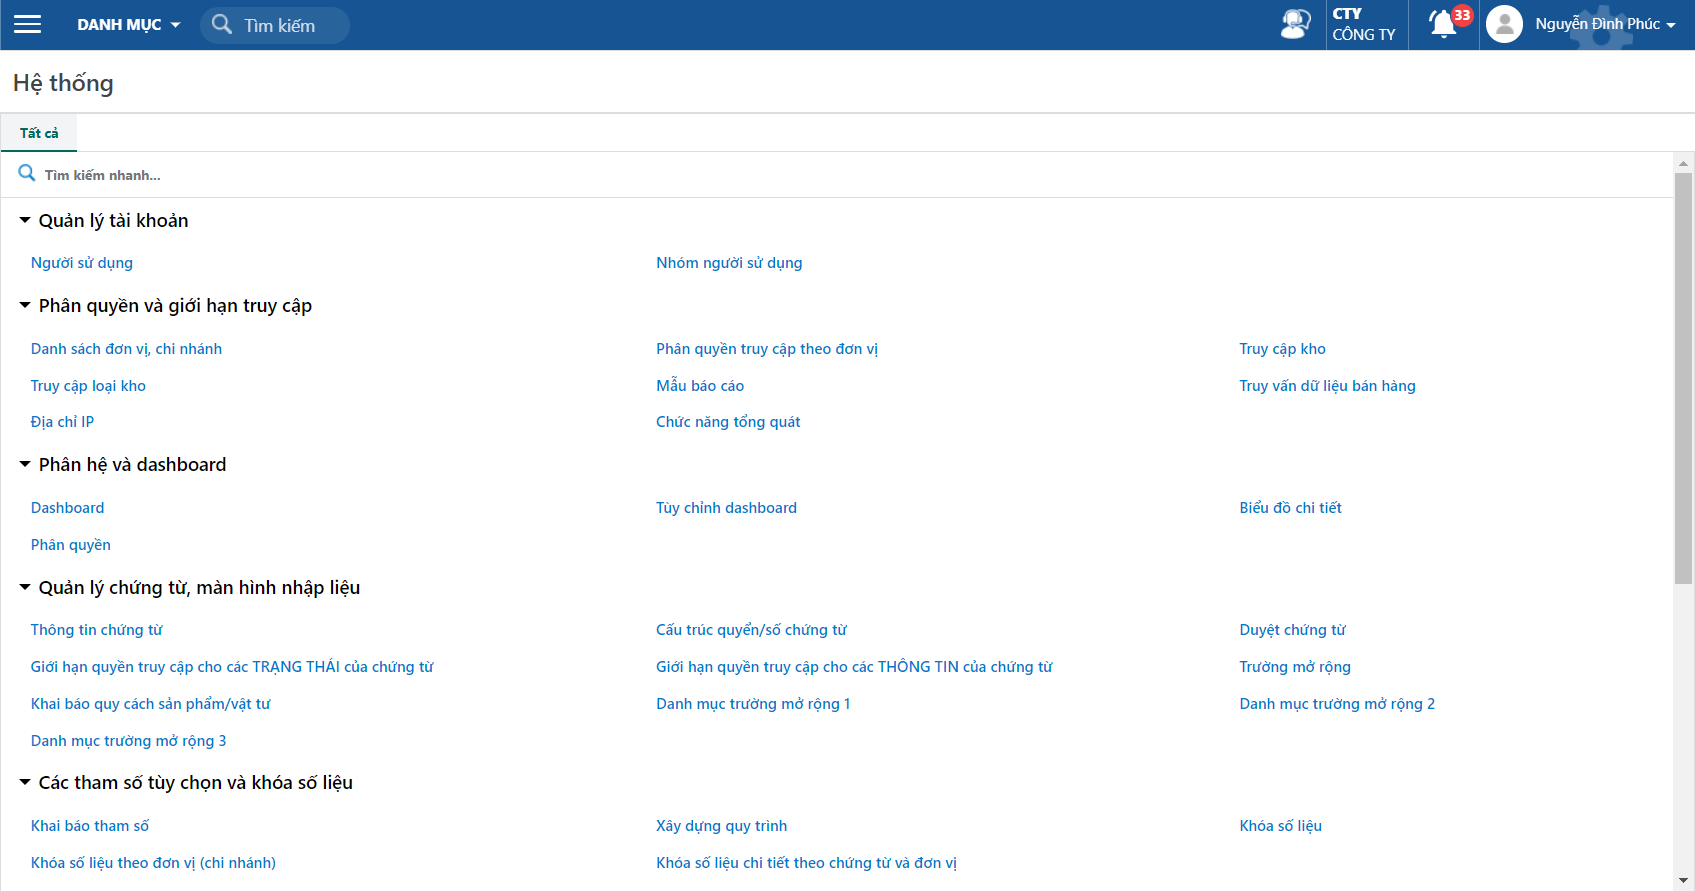 DANH MỤC
Tìm kiếm
CTY
CÔNG TY
33
Nguyễn Đình Phúc
Hệ thống
Tất cả
Tìm kiếm nhanh...
Quản lý tài khoản
Người sử dụng
Nhóm người sử dụng
Phân quyền và giới hạn truy cập
Danh sách đơn vị, chi nhánh
Phân quyền truy cập theo đơn vị
Truy cập kho
Truy cập loại kho
Mẫu báo cáo
Truy vấn dữ liệu bán hàng
Địa chỉ IP
Chức năng tổng quát
Phân hệ và dashboard
Dashboard
Tùy chỉnh dashboard
Biểu đồ chi tiết
Phân quyền
Quản lý chứng từ, màn hình nhập liệu
Thông tin chứng từ
Cấu trúc quyển/số chứng từ
Duyệt chứng từ
Giới hạn quyền truy cập cho các TRẠNG THÁI của chứng từ
Giới hạn quyền truy cập cho các THÔNG TIN của chứng từ
Trường mở rộng
Khai báo quy cách sản phẩm/vật tư
Danh mục trường mở rộng 1
Danh mục trường mở rộng 2
Danh mục trường mở rộng 3
Các tham số tùy chọn và khóa số liệu
Khai báo tham số
Xây dựng quy trình
Khóa số liệu
Khóa số liệu theo đơn vị (chi nhánh)
Khóa số liệu chi tiết theo chứng từ và đơn vị